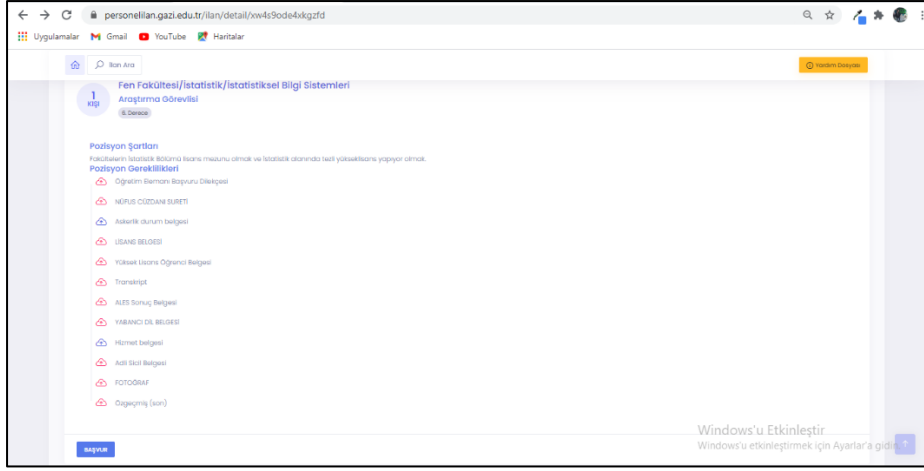 personelilan.gazi.edu.tr/ilan/detail/xw4s9ode4xkgzfd
Uygulamalar Gmail YouTube Haritalar
İlan Ara Yardım Dosyası
Fen Fakültesi/İstatistik/İstatistiksel Bilgi Sistemleri
1 KİŞİ
Araştırma Görevlisi
6. Derece
Pozisyon Şartları
Fakültelerin İstatistik Bölümü lisans mezunu olmak ve İstatistik alanında tezli yükseklisans yapıyor olmak.
Pozisyon Gereklilikleri
Öğretim Elemanı Başvuru Dilekçesi
NÜFUS CÜZDANI SURETİ
Askerlik durum belgesi
LİSANS BELGESİ
Yüksek Lisans Öğrenci Belgesi
Transkript
ALES Sonuç Belgesi
YABANCI DİL BELGESİ
Hizmet belgesi
Adli Sicil Belgesi
FOTOĞRAF
Özgeçmiş (son)
BAŞVUR
Windows'u Etkinleştir
Windows'u etkinleştirmek için Ayarlar'a gidin